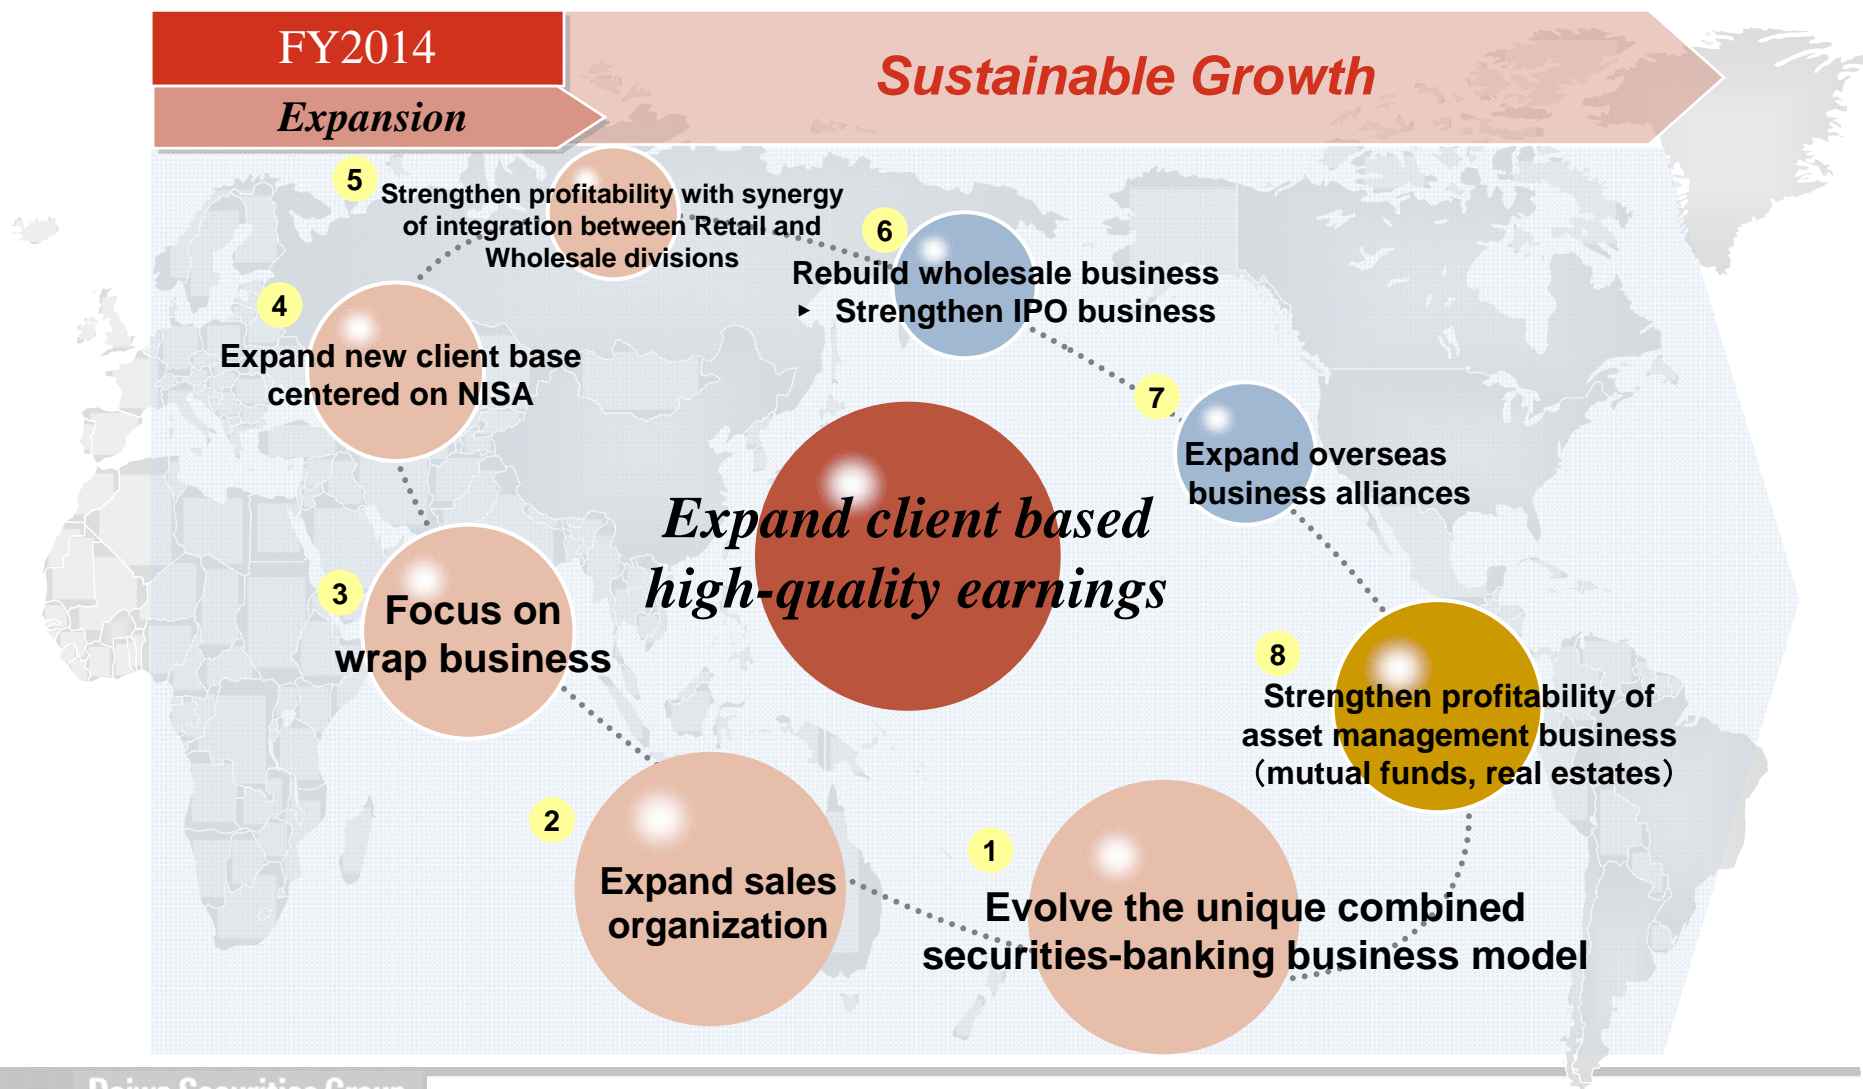 FY2014
Sustainable Growth
Expansion
5
Strengthen profitability with synergy
of integration between Retail and
Wholesale divisions
6
Rebuild wholesale business
‣ Strengthen IPO business
4
Expand new client base
centered on NISA
7
Expand overseas
business alliances
Expand client based
high-quality earnings
3
Focus on
wrap business
8
Strengthen profitability of
asset management business
（mutual funds, real estates）
2
Expand sales
organization
1
Evolve the unique combined
securities-banking business model
Daiwa Securities Group